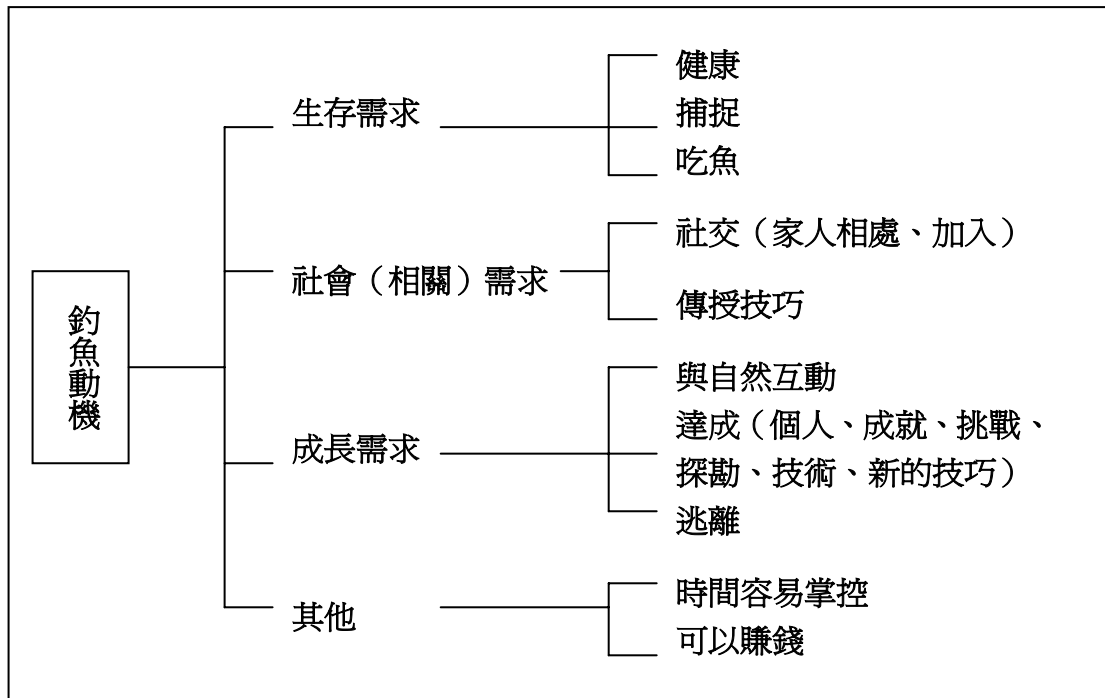 釣魚動機
生存需求
健康
捕捉
吃魚
社會（相關）需求
社交（家人相處、加入）
傳授技巧
成長需求
與自然互動
達成（個人、成就、挑戰、
探勘、技術、新的技巧）
逃離
其他
時間容易掌控
可以賺錢